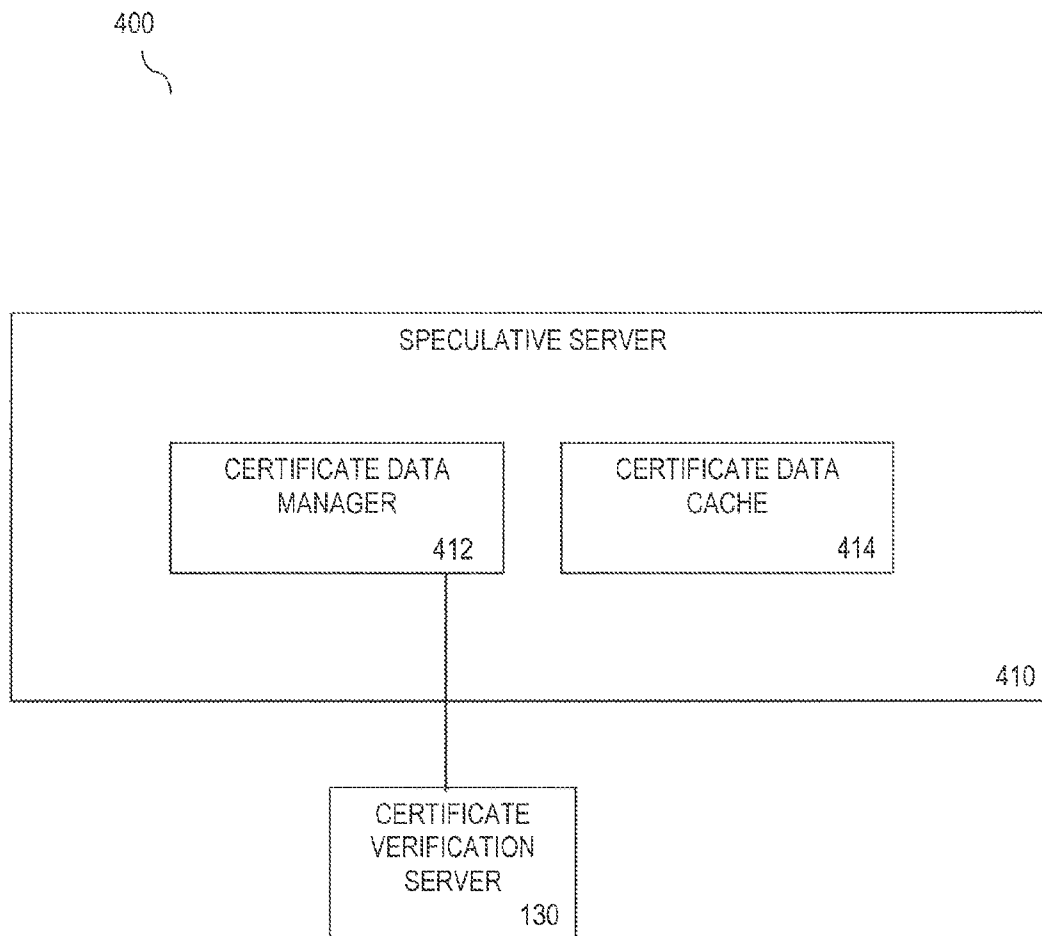 400
SPECULATIVE SERVER
CERTIFICATE DATA
MANAGER
412
CERTIFICATE DATA
CACHE
414
410
CERTIFICATE
VERIFICATION
SERVER
130